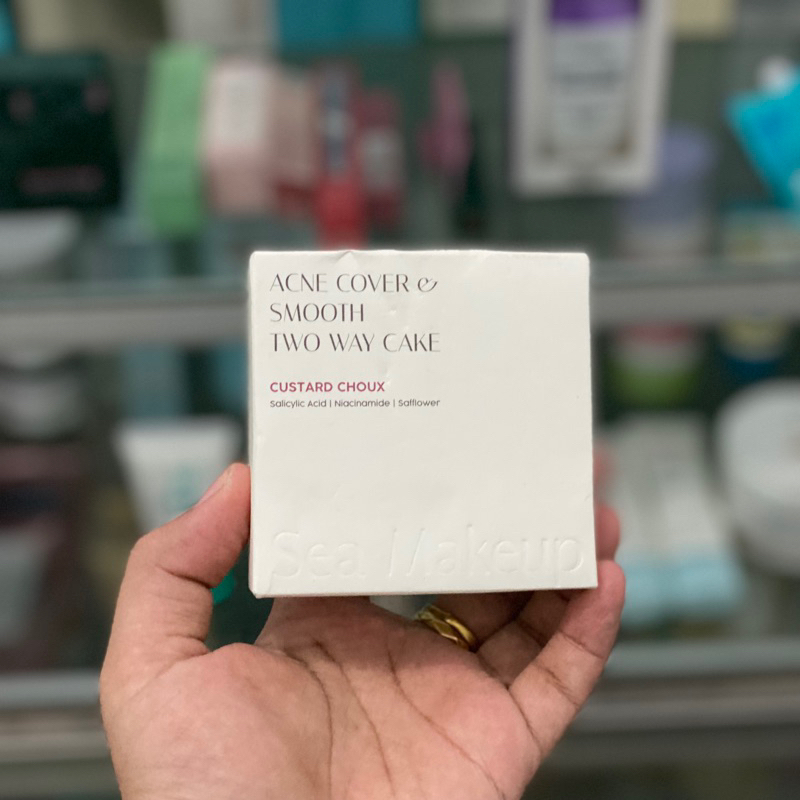 ACNE COVER &
SMOOTH
TWO WAY CAKE
CUSTARD CHOUX
Salicylic Acid | Niacinamide | Safflower
Sea Makeup